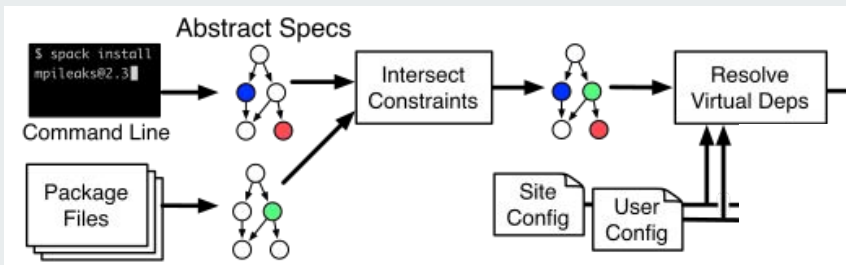 Abstract Specs
$ spack install
mpileaks@2.3
Command Line
Package
Files
Intersect
Constraints
Resolve
Virtual Deps
Site
Config
User
Config